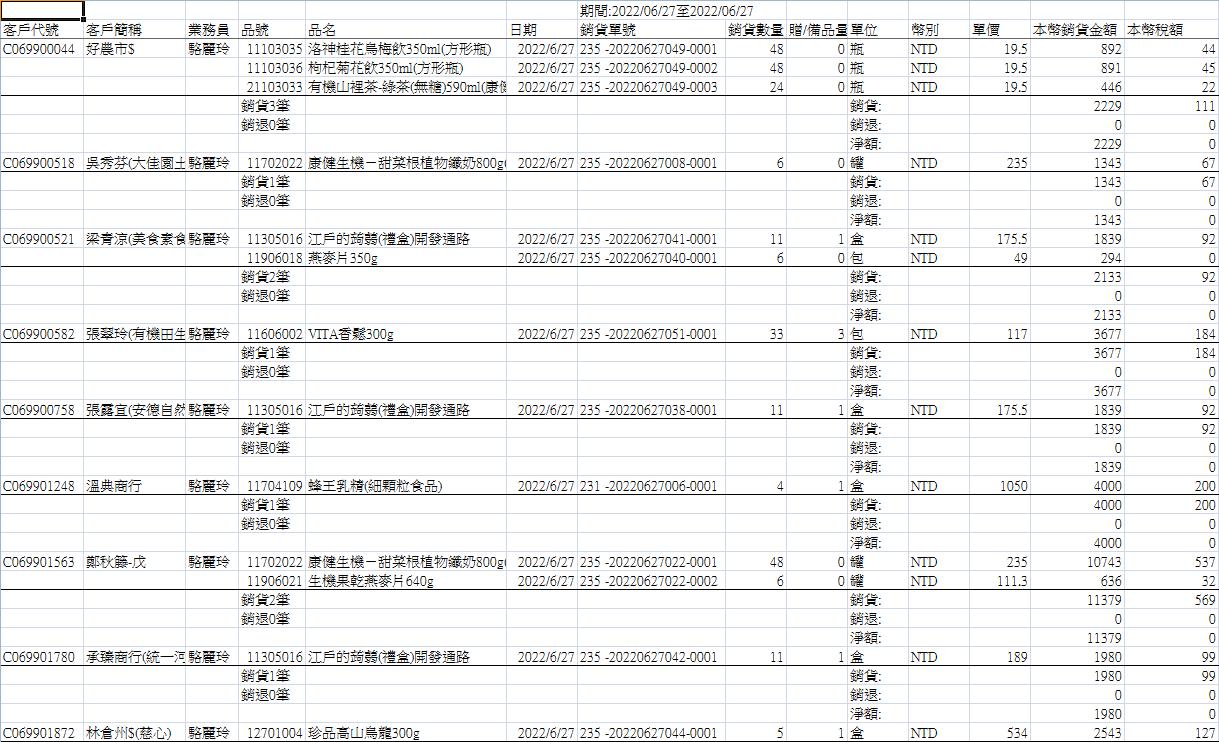 期間:2022/06/27至2022/06/27
客戶代號 客戶簡稱 業務員 品號 品名 日期 銷貨單號 銷貨數量 贈/備品量 單位 幣別 單價 本幣銷貨金額 本幣稅額
C069900044 好農市$ 駱麗玲 11103035 洛神桂花烏梅飲350ml(方形瓶) 2022/6/27 235 -20220627049-0001 48 0 瓶 NTD 19.5 892 44
11103036 枸杞菊花飲350ml(方形瓶) 2022/6/27 235 -20220627049-0002 48 0 瓶 NTD 19.5 891 45
21103033 有機山裡茶-綠茶(無糖)590ml(康健 2022/6/27 235 -20220627049-0003 24 0 瓶 NTD 19.5 446 22
銷貨3筆 銷貨: 2229 111
銷退0筆 銷退: 0 0
淨額: 2229 0
C069900518 吳秀芬(大佳園土 駱麗玲 11702022 康健生機－甜菜根植物纖奶800g( 2022/6/27 235 -20220627008-0001 6 0 罐 NTD 235 1343 67
銷貨1筆 銷貨: 1343 67
銷退0筆 銷退: 0 0
淨額: 1343 0
C069900521 梁青涼(美食素食 駱麗玲 11305016 江戶的蒟蒻(禮盒)開發通路 2022/6/27 235 -20220627041-0001 11 1 盒 NTD 175.5 1839 92
11906018 燕麥片350g 2022/6/27 235 -20220627040-0001 6 0 包 NTD 49 294 0
銷貨2筆 銷貨: 2133 92
銷退0筆 銷退: 0 0
淨額: 2133 0
C069900582 張翠玲(有機田生 駱麗玲 11606002 VITA香鬆300g 2022/6/27 235 -20220627051-0001 33 3 包 NTD 117 3677 184
銷貨1筆 銷貨: 3677 184
銷退0筆 銷退: 0 0
淨額: 3677 0
C069900758 張露宜(安德自然 駱麗玲 11305016 江戶的蒟蒻(禮盒)開發通路 2022/6/27 235 -20220627038-0001 11 1 盒 NTD 175.5 1839 92
銷貨1筆 銷貨: 1839 92
銷退0筆 銷退: 0 0
淨額: 1839 0
C069901248 溫典商行 駱麗玲 11704109 蜂王乳精(細顆粒食品) 2022/6/27 231 -20220627006-0001 4 1 盒 NTD 1050 4000 200
銷貨1筆 銷貨: 4000 200
銷退0筆 銷退: 0 0
淨額: 4000 0
C069901563 鄭秋籐-戊 駱麗玲 11702022 康健生機－甜菜根植物纖奶800g( 2022/6/27 235 -20220627022-0001 48 0 罐 NTD 235 10743 537
11906021 生機果乾燕麥片640g 2022/6/27 235 -20220627022-0002 6 0 罐 NTD 111.3 636 32
銷貨2筆 銷貨: 11379 569
銷退0筆 銷退: 0 0
淨額: 11379 0
C069901780 承臻商行(統一河 駱麗玲 11305016 江戶的蒟蒻(禮盒)開發通路 2022/6/27 235 -20220627042-0001 11 1 盒 NTD 189 1980 99
銷貨1筆 銷貨: 1980 99
銷退0筆 銷退: 0 0
淨額: 1980 0
C069901872 林倉州$(慈心) 駱麗玲 12701004 珍品高山烏龍300g 2022/6/27 235 -20220627044-0001 5 1 盒 NTD 534 2543 127